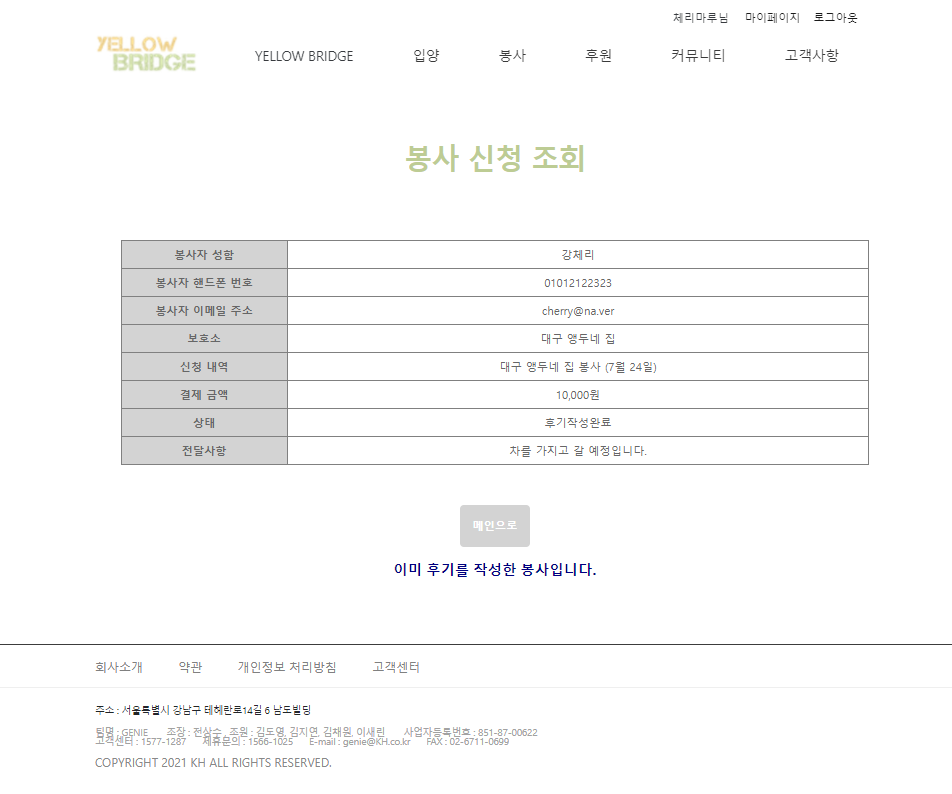 체리마루님 마이페이지 로그아웃
YELLOW BRIDGE
YELLOW BRIDGE 입양 봉사 후원 커뮤니티 고객사항
봉사 신청 조회
봉사자 성함 강체리
봉사자 핸드폰 번호 01012122323
봉사자 이메일 주소 cherry@na.ver
보호소 대구 앵두네 집
신청 내역 대구 앵두네 집 봉사 (7월 24일)
결제 금액 10,000원
상태 후기작성완료
전달사항 차를 가지고 갈 예정입니다.
메인으로
이미 후기를 작성한 봉사입니다.
회사소개 약관 개인정보 처리방침 고객센터
주소 : 서울특별시 강남구 테헤란로14길 6 남도빌딩
팀명 : GENIE 조장 : 전상수 , 조원 : 김도영, 김지연, 김채원, 이새린 사업자등록번호 : 851-87-00622
고객센터 : 1577-1287 제휴문의 : 1566-1025 E-mail : genie@KH.co.kr FAX : 02-6711-0699
COPYRIGHT 2021 KH ALL RIGHTS RESERVED.